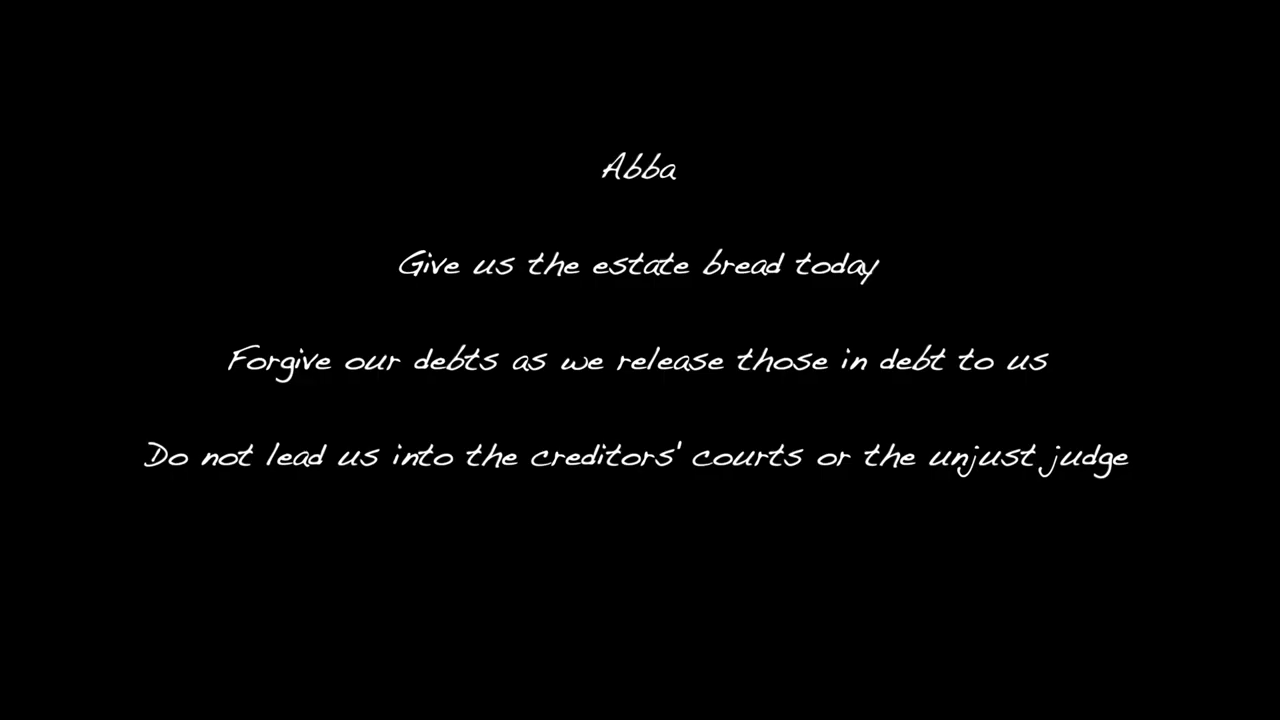 Abba
Give us the estate bread today
Forgive our debts as we release those in debt to us
Do not lead us into the creditors' courts or the unjust judge